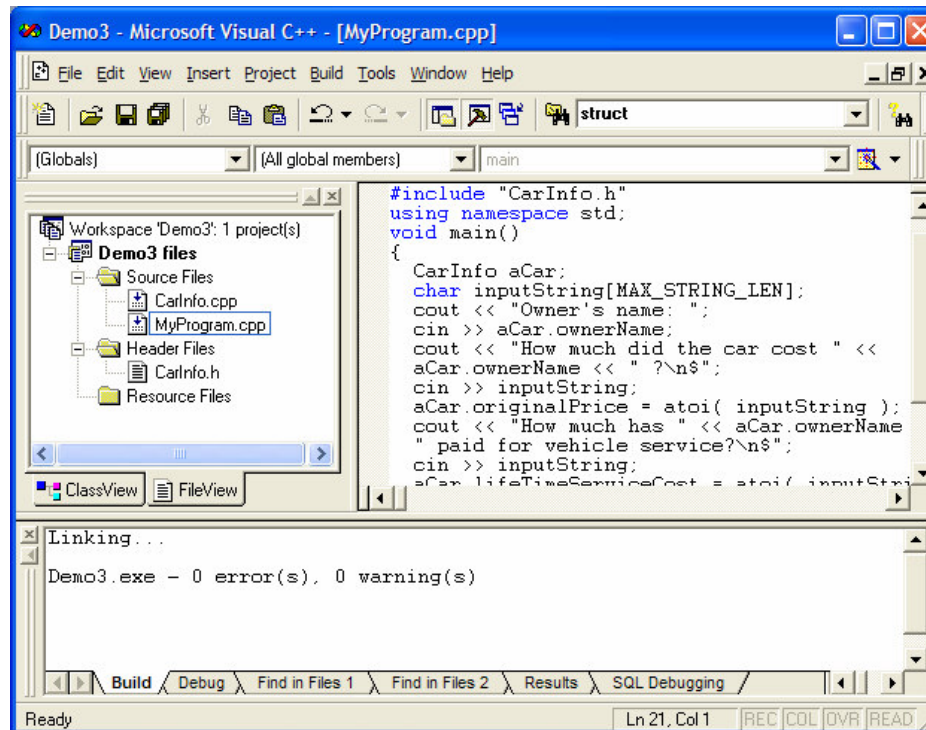 Demo3 - Microsoft Visual C++ - [MyProgram.cpp]
File Edit View Insert Project Build Tools Window Help
struct
(Globals) (All global members) main
Workspace 'Demo3': 1 project(s)
Demo3 files
Source Files
CarInfo.cpp
MyProgram.cpp
Header Files
CarInfo.h
Resource Files
ClassView FileView
#include "CarInfo.h"
using namespace std;
void main()
{
CarInfo aCar;
char inputString[MAX_STRING_LEN];
cout << "Owner's name: ";
cin >> aCar.ownerName;
cout << "How much did the car cost " <<
aCar.ownerName << " ?\n$";
cin >> inputString;
aCar.originalPrice = atoi( inputString );
cout << "How much has " << aCar.ownerName
" paid for vehicle service?\n$";
cin >> inputString;
aCar.lifeTimeServiceCost = atoi( inputStri
Linking...
Demo3.exe - 0 error(s), 0 warning(s)
Build Debug Find in Files 1 Find in Files 2 Results SQL Debugging
Ready Ln 21, Col 1 REC COL OVR READ